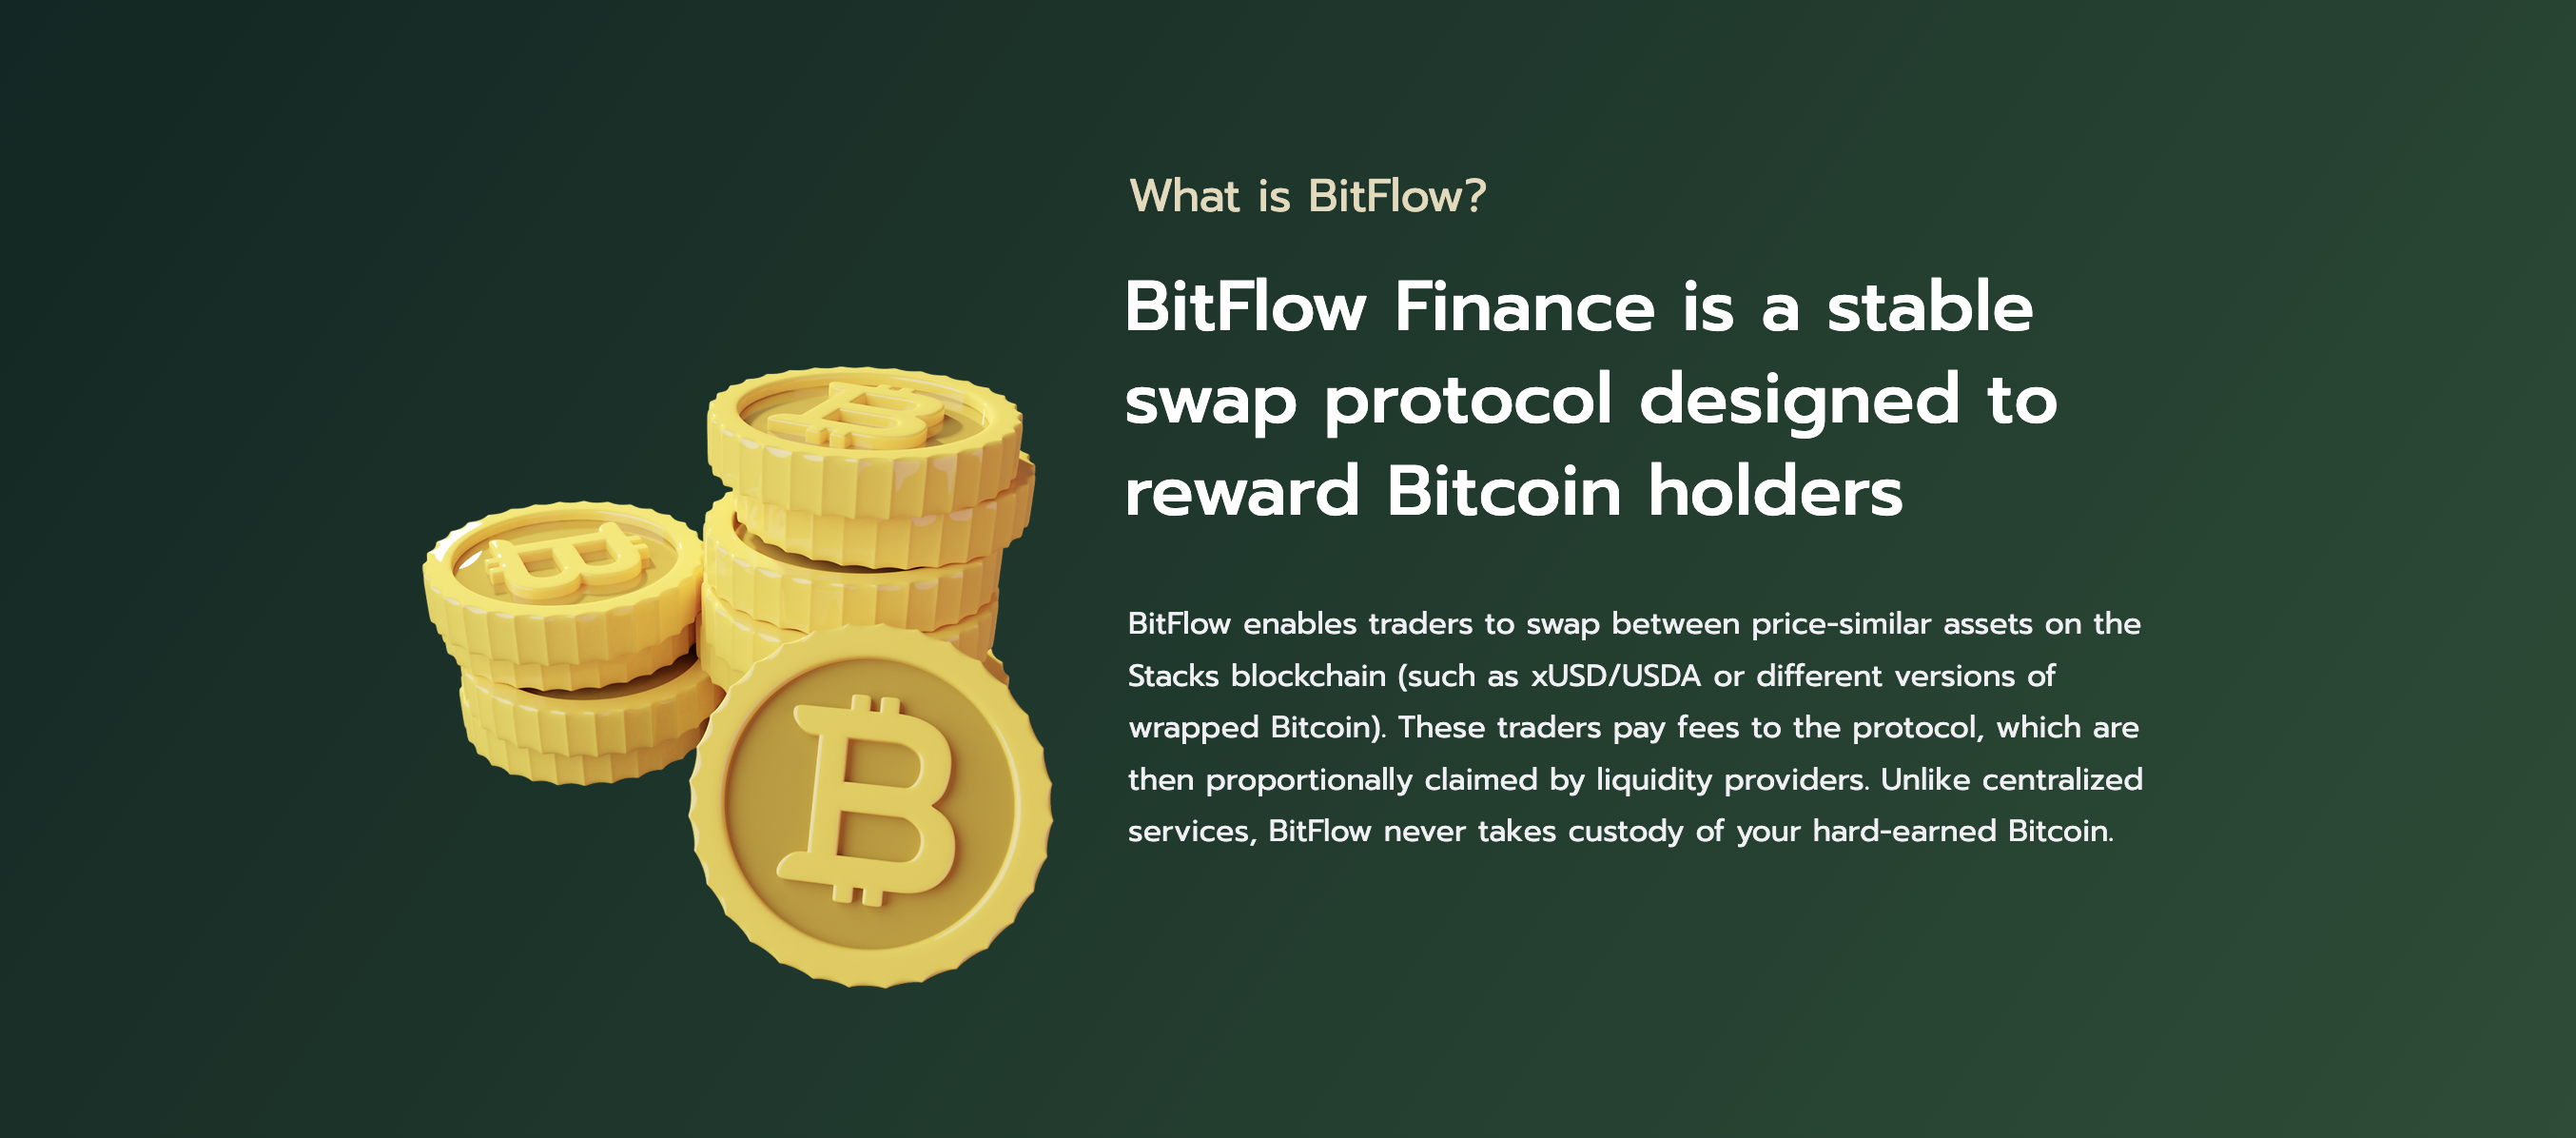 What is BitFlow?
BitFlow Finance is a stable
swap protocol designed to
reward Bitcoin holders
BitFlow enables traders to swap between price-similar assets on the
Stacks blockchain (such as xUSD/USDA or different versions of
wrapped Bitcoin). These traders pay fees to the protocol, which are
then proportionally claimed by liquidity providers. Unlike centralized
services, BitFlow never takes custody of your hard-earned Bitcoin.